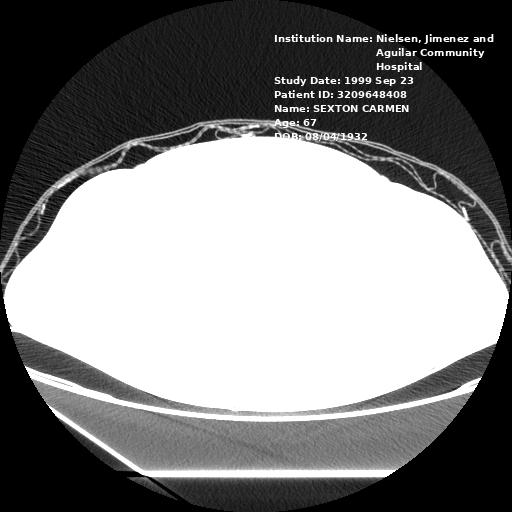 Institution Name: Nielsen, Jimenez and
Aguilar Community
Hospital
Study Date: 1999 Sep 23
Patient ID: 3209648408
Name: SEXTON CARMEN
Age: 67
DOB: 08/04/1932